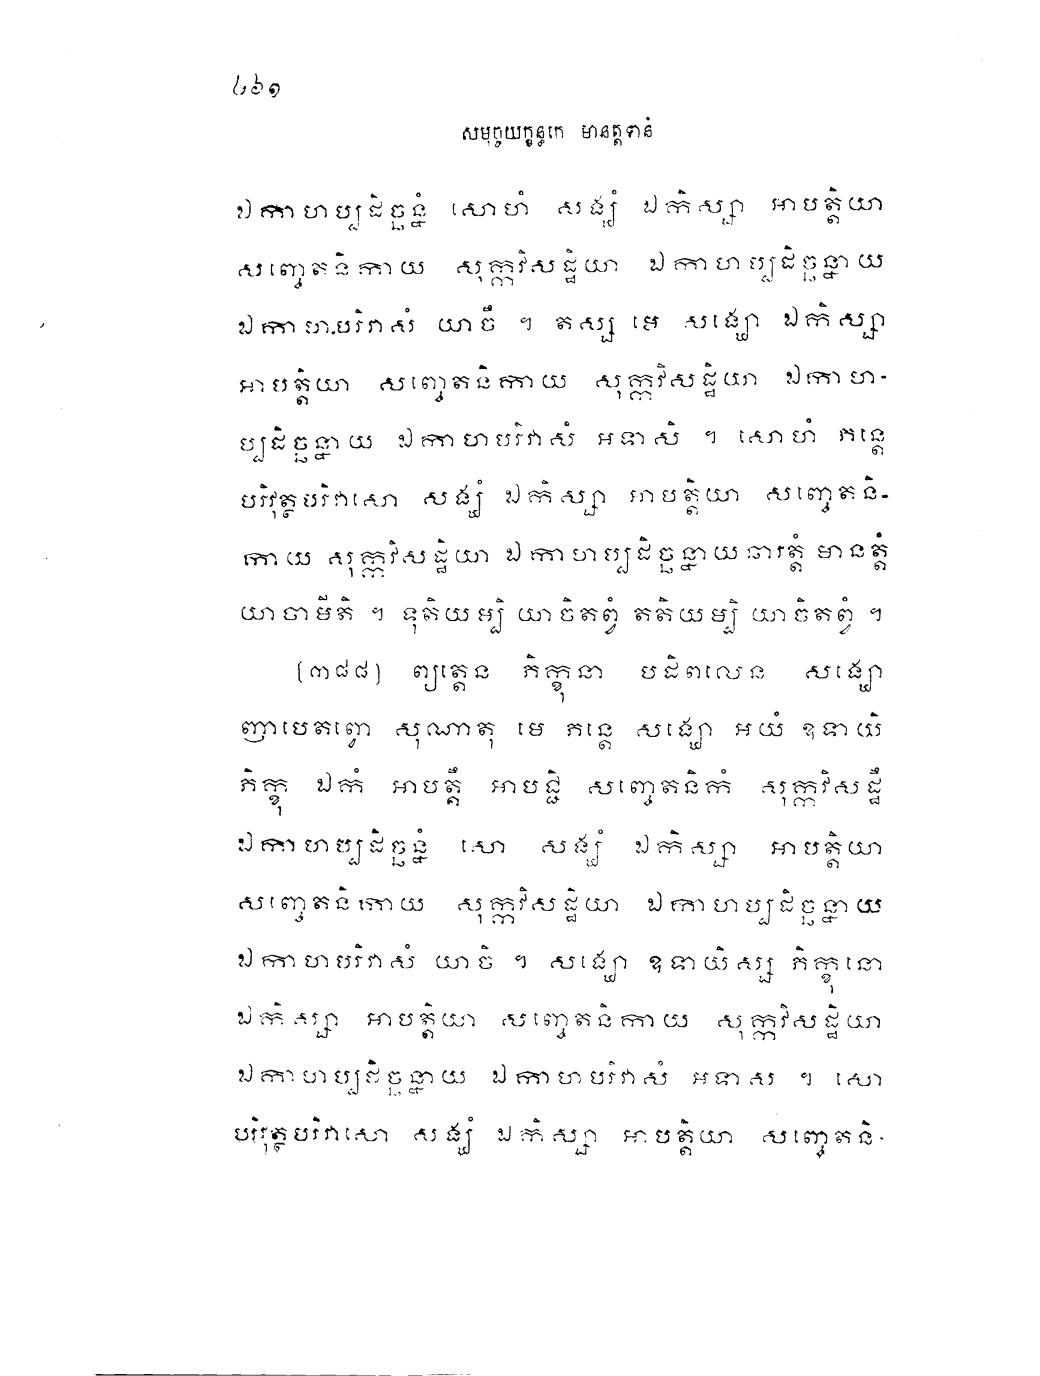 ៤៦១
សមុច្ចយក្ខន្ធកេ មានត្តទានំ
ឯកាហប្បដិច្ឆន្នំ សោហំ សង្ឃំ ឯកិស្សា អាបត្តិយា
សញ្ចេតនិកាយ សុក្កវិសដ្ឋិយា ឯកាហប្បដិច្ឆន្នាយ
ឯកាហបរិវាសំ យាចឹ ។ តស្ស មេ សង្ឃោ ឯកិស្សា
អាបត្តិយា សញ្ចេតនិកាយ សុក្កវិសដ្ឋិយា ឯកាហ-
ប្បដិច្ឆន្នាយ ឯកាហបរិវាសំ អទាសិ ។ សោហំ ភន្តេ
បរិវុត្ថបរិវាសោ សង្ឃំ ឯកិស្សា អាបត្តិយា សញ្ចេតនិ-
កាយ សុក្កវិសដ្ឋិយា ឯកាហប្បដិច្ឆន្នាយ ឆារត្តំ មានត្តំ
យាចាមីតិ ។ ទុតិយម្បិ យាចិតព្វំ តតិយម្បិ យាចិតព្វំ ។
[៣៨៨] ព្យត្តេន ភិក្ខុនា បដិពលេន សង្ឃោ
ញាបេតព្វោ សុណាតុ មេ ភន្តេ សង្ឃោ អយំ ឧទាយិ
ភិក្ខុ ឯកំ អាបត្តឹ អាបជ្ជិ សញ្ចេតនិកំ សុក្កវិសដ្ឋឹ
ឯកាហប្បដិច្ឆន្នំ សោ សង្ឃំ ឯកិស្សា អាបត្តិយា
សញ្ចេតនិកាយ សុក្កវិសដ្ឋិយា ឯកាហប្បដិច្ឆន្នាយ
ឯកាហបរិវាសំ យាចិ ។ សង្ឃោ ឧទាយិស្ស ភិក្ខុនោ
ឯកិស្សា អាបត្តិយា សញ្ចេតនិកាយ សុក្កវិសដ្ឋិយា
ឯកាហប្បដិច្ឆន្នាយ ឯកាហបរិវាសំ អទាស ។ សោ
បរិវុត្ថបរិវាសោ សង្ឃំ ឯកិស្សា អាបត្តិយា សញ្ចេតនិ-